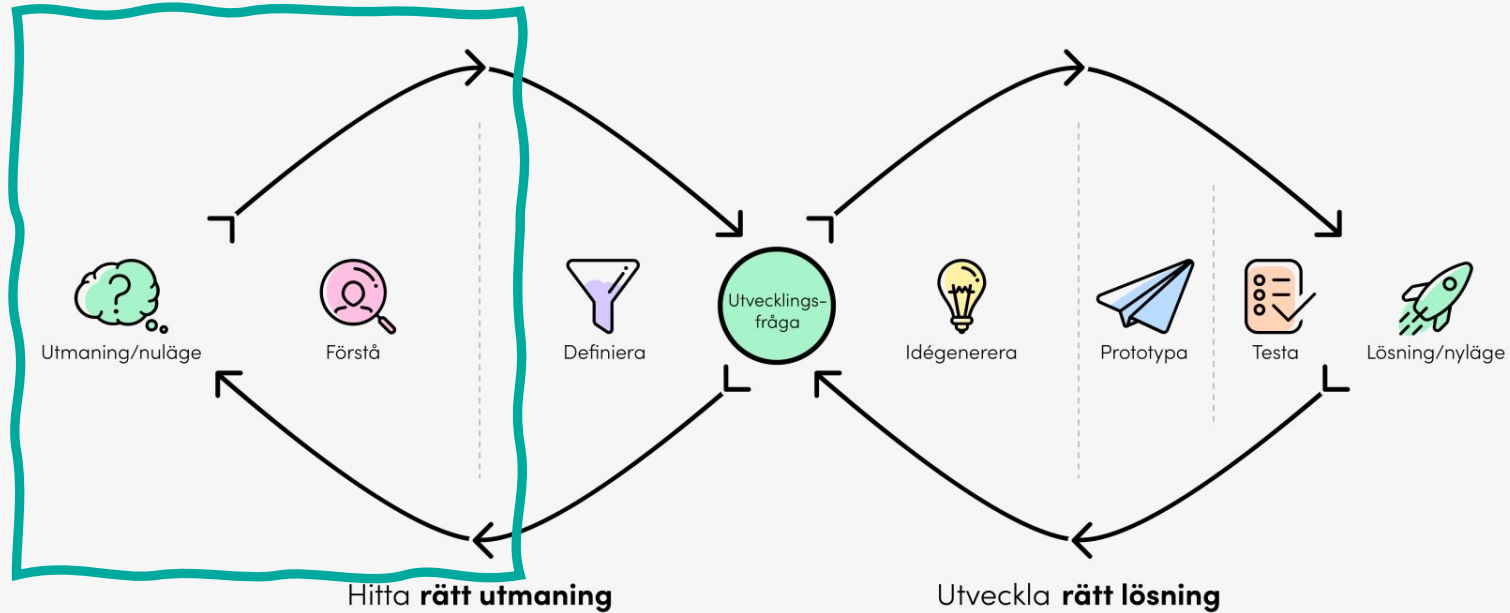 Utmaning/nuläge
Förstå
Definiera
Utvecklings-
fråga
Idégenerera
Prototypa
Testa
Lösning/nyläge
Hitta rätt utmaning
Utveckla rätt lösning